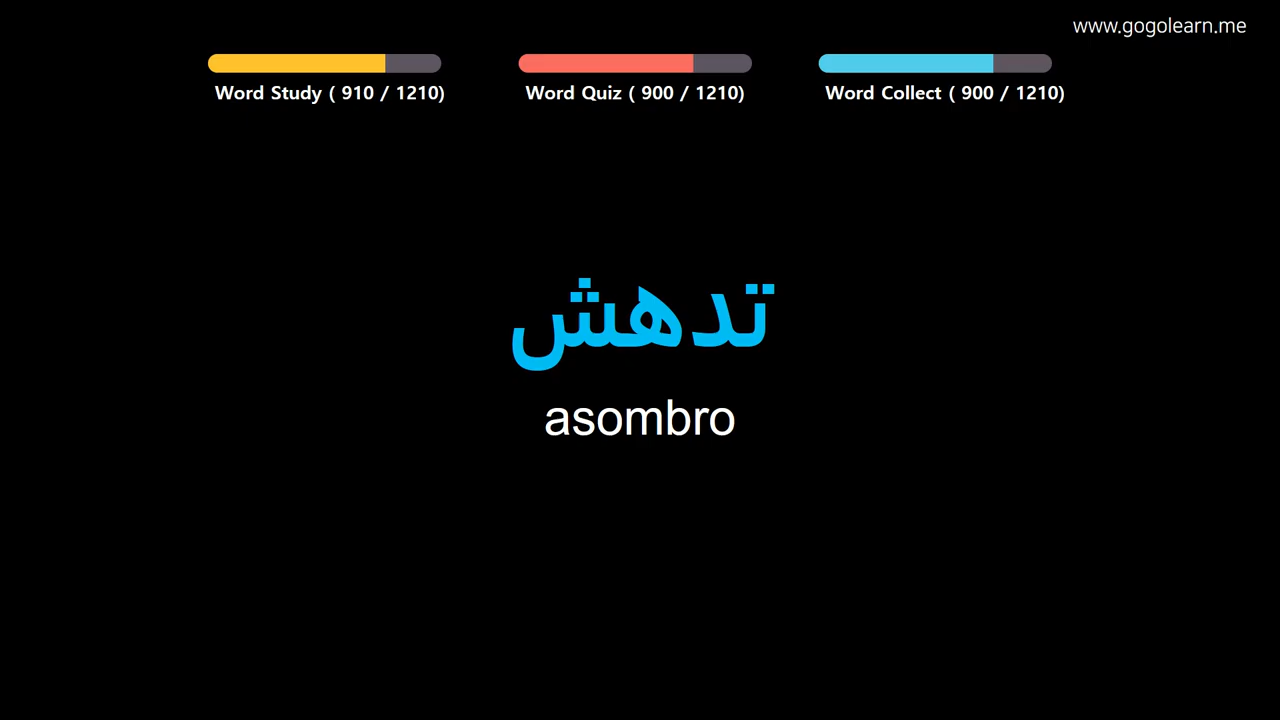 www.gogolearn.me
Word Study ( 910 / 1210)
Word Quiz ( 900 / 1210)
Word Collect ( 900 / 1210)
تدهش
asombro